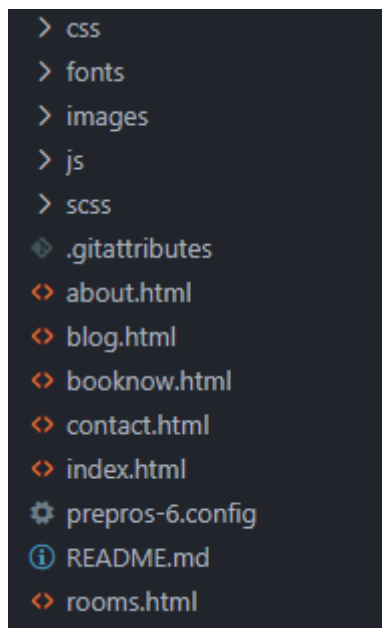 css
fonts
images
js
scss
.gitattributes
about.html
blog.html
booknow.html
contact.html
index.html
prepros-6.config
README.md
rooms.html